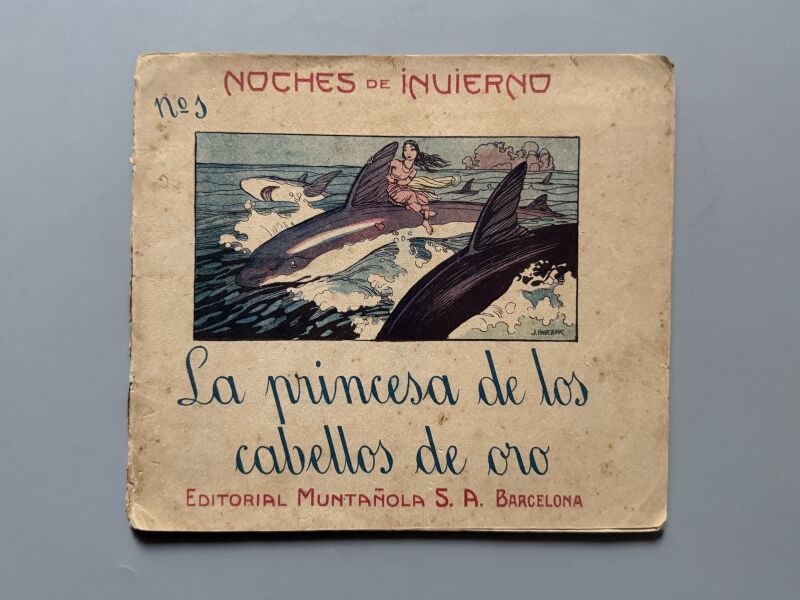 NOCHES DE INVIERNO
Nº 1
La princesa de los
cabellos de oro
EDITORIAL MUNTAÑOLA S. A. BARCELONA